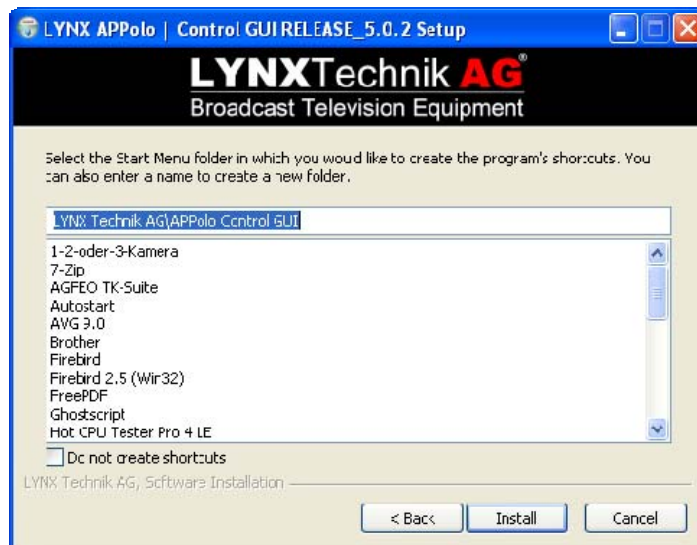 LYNX APPolo | Control GUI RELEASE_5.0.2 Setup
LYNXTechnik AG®
Broadcast Television Equipment
Select the Start Menu folder in which you would like to create the program's shortcuts. You
can also enter a name to create a new folder.
LYNX Technik AG\APPolo Control GUI
1-2-oder-3-Kamera
7-Zip
AGFEO TK-Suite
Autostart
AVG 9.0
Brother
Firebird
Firebird 2.5 (Win32)
FreePDF
Ghostscript
Hot CPU Tester Pro 4 LE
Do not create shortcuts
LYNX Technik AG, Software Installation
< Back
Install
Cancel